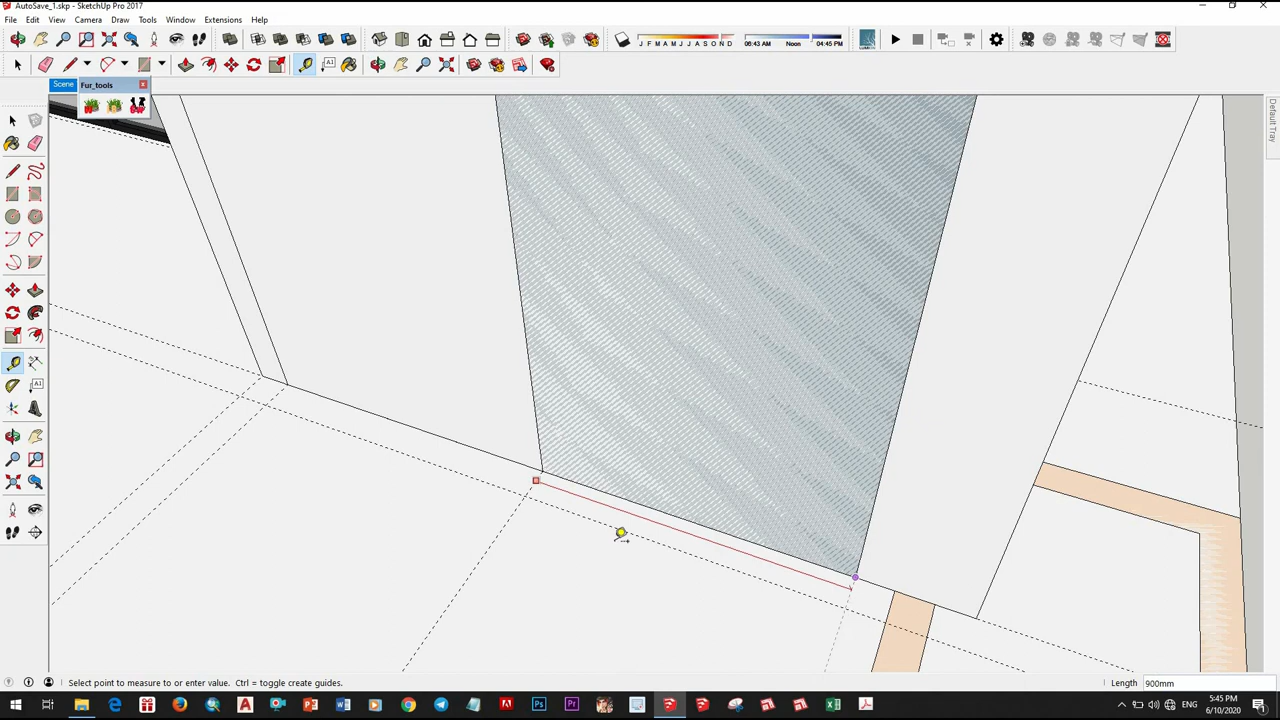 AutoSave_1.skp - SketchUp Pro 2017
File Edit View Camera Draw Tools Window Extensions Help
J F M A M J J A S O N D 06:43 AM Noon 04:45 PM
Scene
Fur_tools
Default Tray
Select point to measure to or enter value. Ctrl = toggle create guides.
Length 900mm
5:45 PM
ENG
6/10/2020